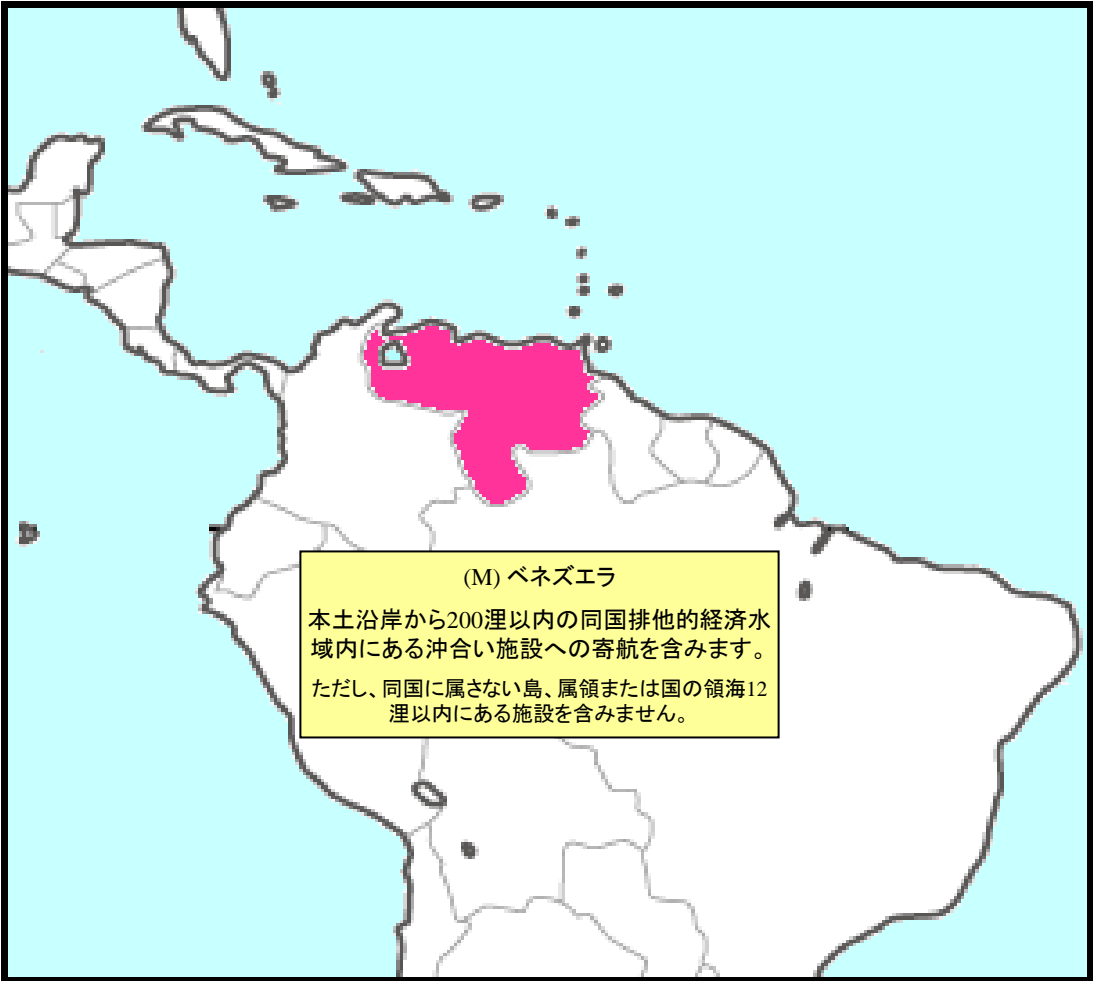 (M) ベネズエラ
本土沿岸から200浬以内の同国排他的経済水
域内にある沖合い施設への寄航を含みます。
ただし、同国に属さない島、属領または国の領海12
浬以内にある施設を含みません。